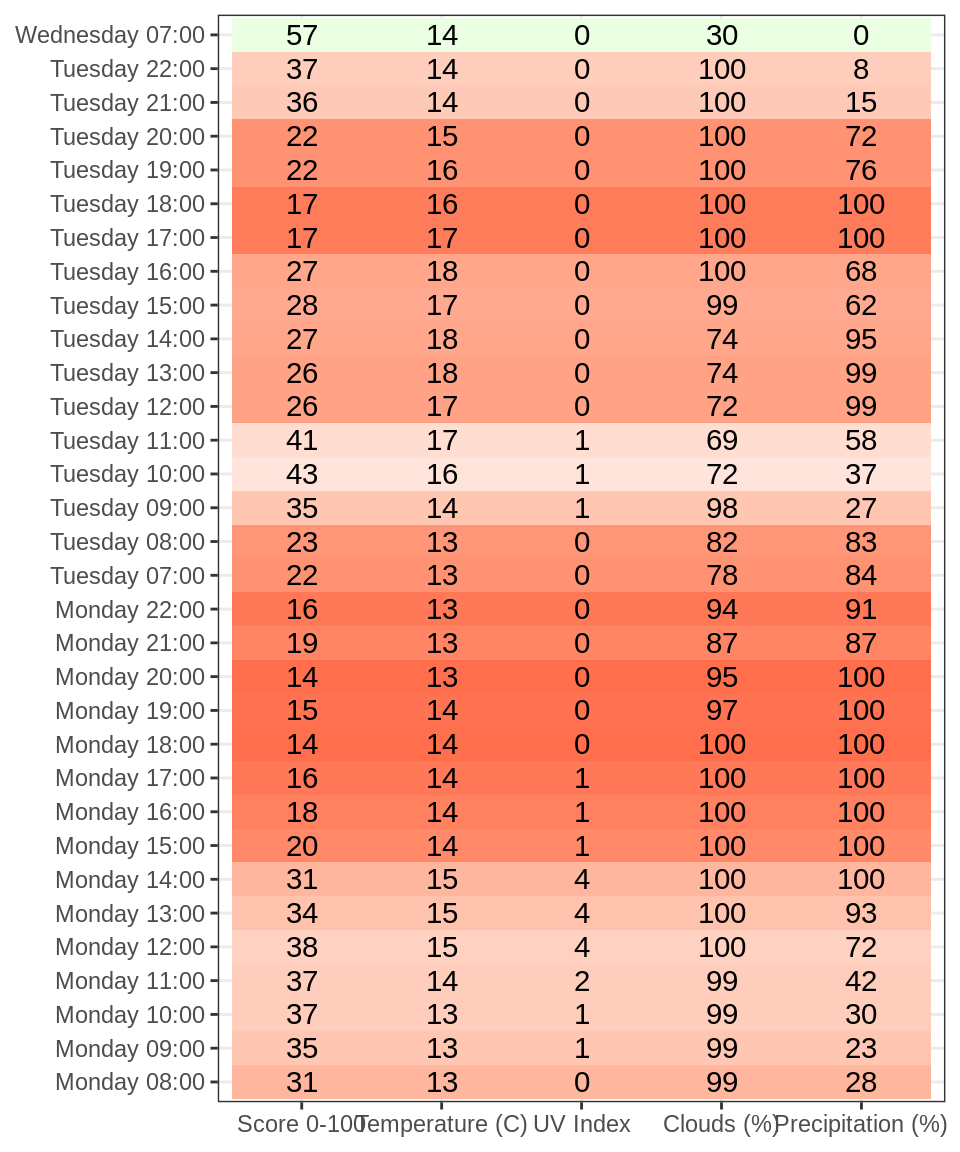 Wednesday 07:00 57 14 0 30 0
Tuesday 22:00 37 14 0 100 8
Tuesday 21:00 36 14 0 100 15
Tuesday 20:00 22 15 0 100 72
Tuesday 19:00 22 16 0 100 76
Tuesday 18:00 17 16 0 100 100
Tuesday 17:00 17 17 0 100 100
Tuesday 16:00 27 18 0 100 68
Tuesday 15:00 28 17 0 99 62
Tuesday 14:00 27 18 0 74 95
Tuesday 13:00 26 18 0 74 99
Tuesday 12:00 26 17 0 72 99
Tuesday 11:00 41 17 1 69 58
Tuesday 10:00 43 16 1 72 37
Tuesday 09:00 35 14 1 98 27
Tuesday 08:00 23 13 0 82 83
Tuesday 07:00 22 13 0 78 84
Monday 22:00 16 13 0 94 91
Monday 21:00 19 13 0 87 87
Monday 20:00 14 13 0 95 100
Monday 19:00 15 14 0 97 100
Monday 18:00 14 14 0 100 100
Monday 17:00 16 14 1 100 100
Monday 16:00 18 14 1 100 100
Monday 15:00 20 14 1 100 100
Monday 14:00 31 15 4 100 100
Monday 13:00 34 15 4 100 93
Monday 12:00 38 15 4 100 72
Monday 11:00 37 14 2 99 42
Monday 10:00 37 13 1 99 30
Monday 09:00 35 13 1 99 23
Monday 08:00 31 13 0 99 28
Score 0-100 Temperature (C) UV Index Clouds (%) Precipitation (%)